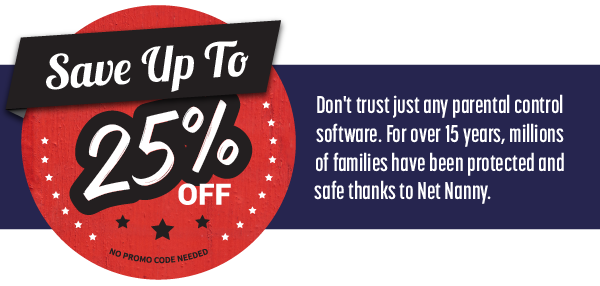 Save Up To
25%
OFF
NO PROMO CODE NEEDED
Don't trust just any parental control
software. For over 15 years, millions
of families have been protected and
safe thanks to Net Nanny.